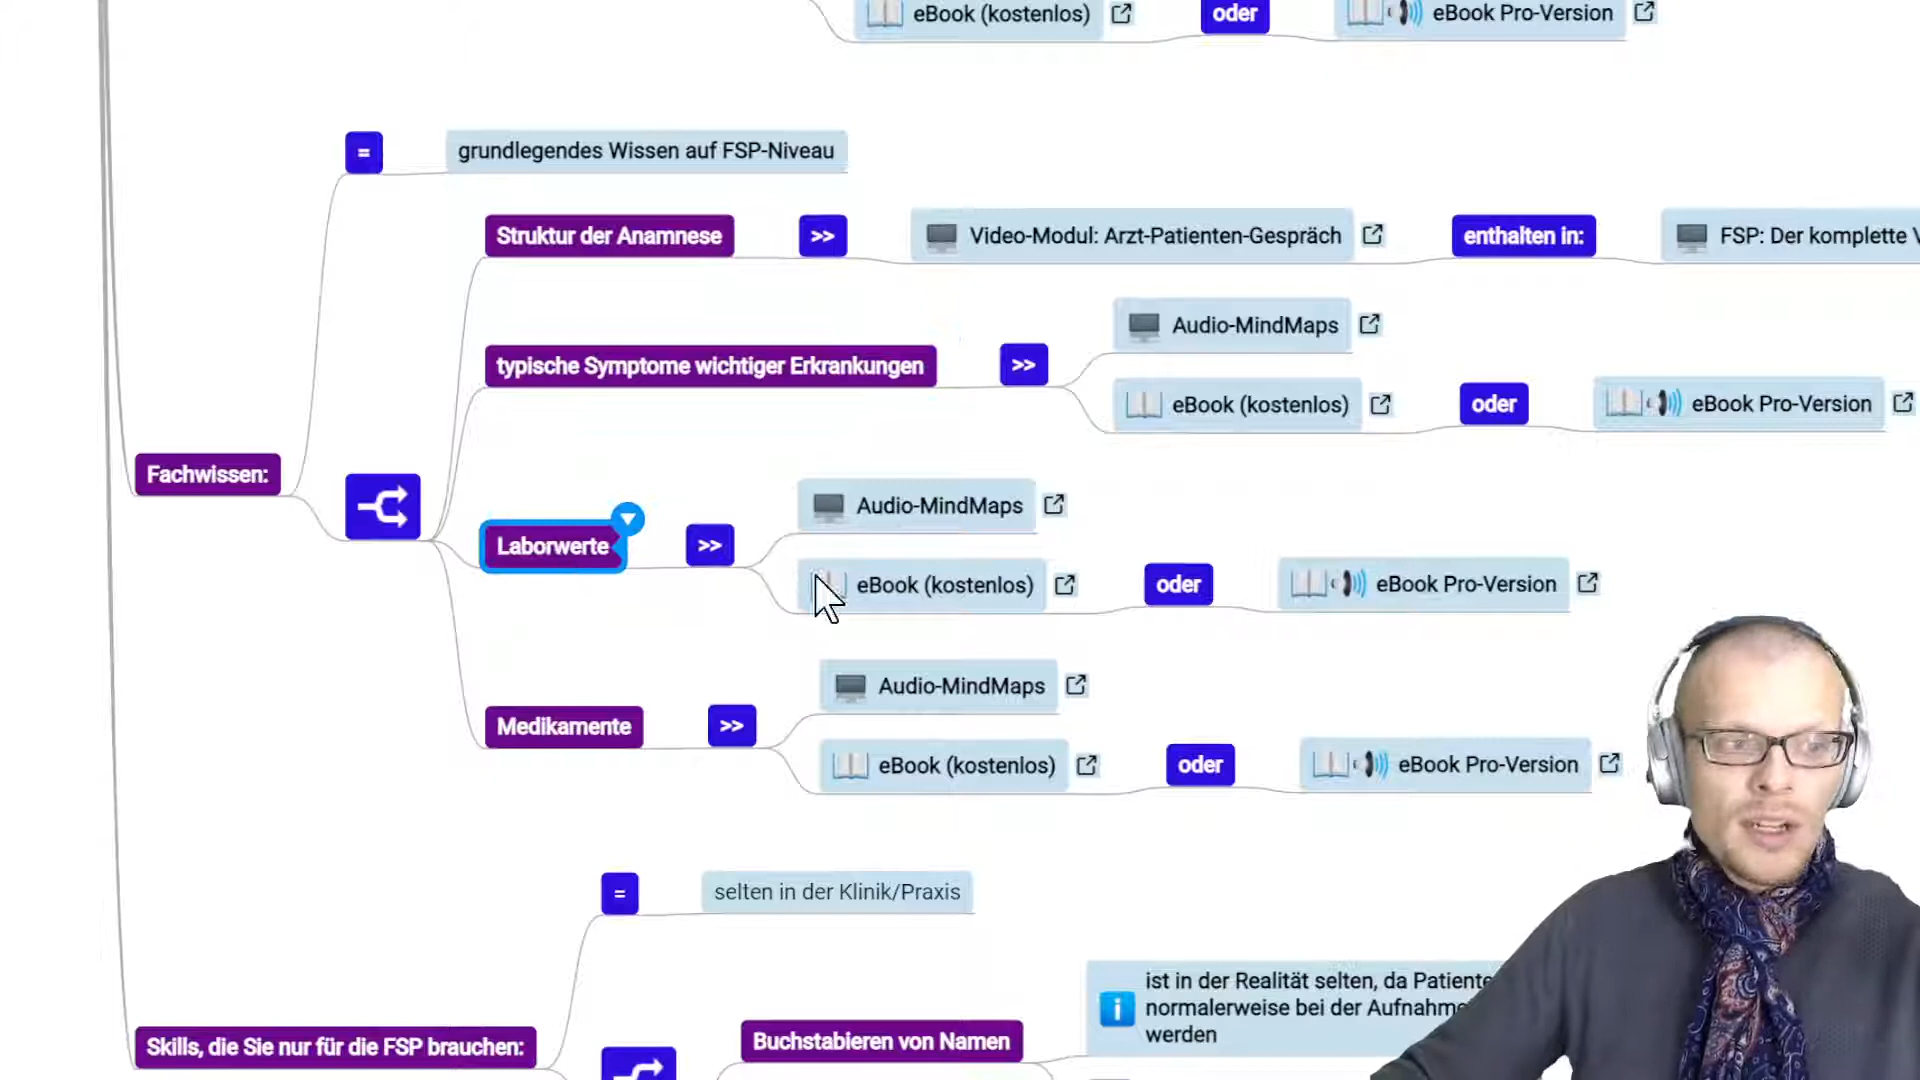 eBook (kostenlos) oder eBook Pro-Version
= grundlegendes Wissen auf FSP-Niveau
Struktur der Anamnese >> Video-Modul: Arzt-Patienten-Gespräch enthalten in: FSP: Der komplette
Audio-MindMaps
typische Symptome wichtiger Erkrankungen >>
eBook (kostenlos) oder eBook Pro-Version
Fachwissen:
Audio-MindMaps
Laborwerte >>
eBook (kostenlos) oder eBook Pro-Version
Audio-MindMaps
Medikamente >>
eBook (kostenlos) oder eBook Pro-Version
= selten in der Klinik/Praxis
ist in der Realität selten, da Patiente
normalerweise bei der Aufnahme
werden
Skills, die Sie nur für die FSP brauchen:
Buchstabieren von Namen